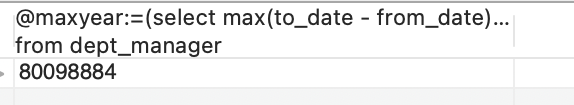 @maxyear:=(select max(to_date - from_date)...
from dept_manager
80098884